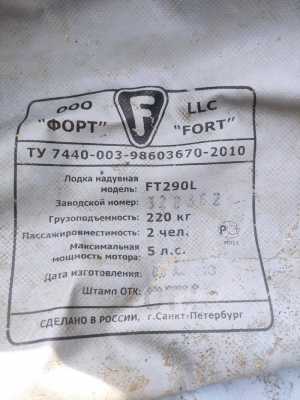 ООО F LLC
"ФОРТ" "FORT"
ТУ 7440-003-98603670-2010
Лодка надувная
модель: FT290L
Заводской номер:
Грузоподъемность: 220 кг
Пассажировместимость: 2 чел.
Максимальная
мощность мотора: 5 л.с.
Дата изготовления:
Штамп ОТК:
СДЕЛАНО В РОССИИ, г.Санкт-Петербург